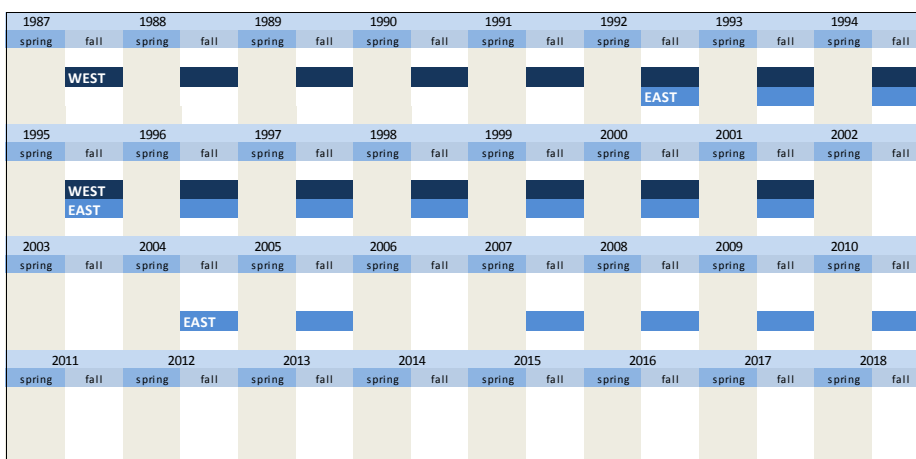 1987 1988 1989 1990 1991 1992 1993 1994
spring fall spring fall spring fall spring fall spring fall spring fall spring fall spring fall
WEST
EAST
1995 1996 1997 1998 1999 2000 2001 2002
spring fall spring fall spring fall spring fall spring fall spring fall spring fall spring fall
WEST
EAST
2003 2004 2005 2006 2007 2008 2009 2010
spring fall spring fall spring fall spring fall spring fall spring fall spring fall spring fall
EAST
2011 2012 2013 2014 2015 2016 2017 2018
spring fall spring fall spring fall spring fall spring fall spring fall spring fall spring fall